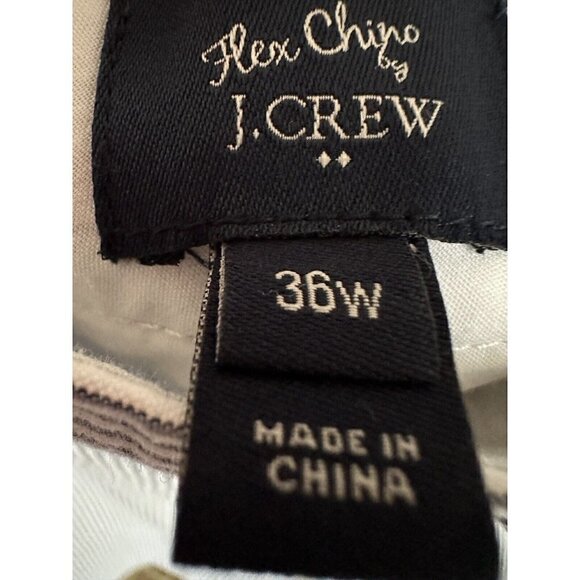 Flex Chino
by
J.CREW
36W
MADE IN
CHINA